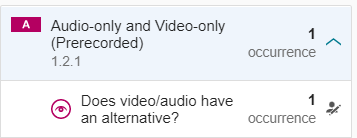 A Audio-only and Video-only 1
(Prerecorded) occurrence
1.2.1
Does video/audio have 1
an alternative? occurrence